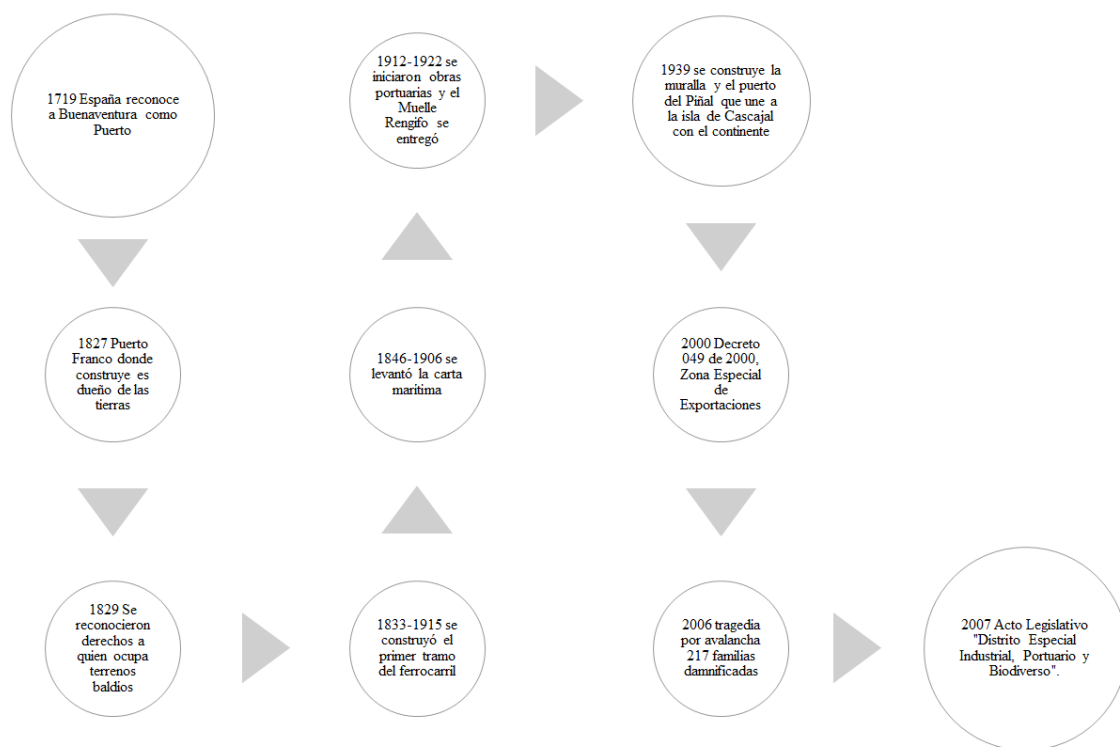 1719 España reconoce
a Buenaventura como
Puerto
1827 Puerto
Franco donde
construye es
dueño de las
tierras
1829 Se
reconocieron
derechos a
quien ocupa
terrenos
baldios
1833-1915 se
construyó el
primer tramo
del ferrocarril
1846-1906 se
levantó la carta
maritima
1912-1922 se
iniciaron obras
portuarias y el
Muelle
Rengifo se
entregó
1939 se construye la
muralla y el puerto
del Piñal que une a
la isla de Cascajal
con el continente
2000 Decreto
049 de 2000,
Zona Especial
de
Exportaciones
2006 tragedia
por avalancha
217 familias
damnificadas
2007 Acto Legislativo
"Distrito Especial
Industrial, Portuario y
Biodiverso".